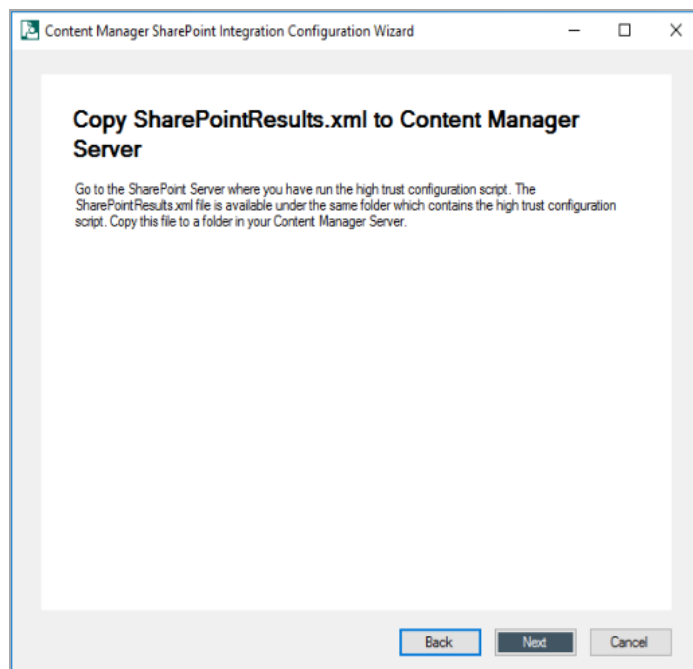 Content Manager SharePoint Integration Configuration Wizard
Copy SharePointResults.xml to Content Manager
Server
Go to the SharePoint Server where you have run the high trust configuration script. The
SharePointResults.xml file is available under the same folder which contains the high trust configuration
script. Copy this file to a folder in your Content Manager Server.
Back Next Cancel